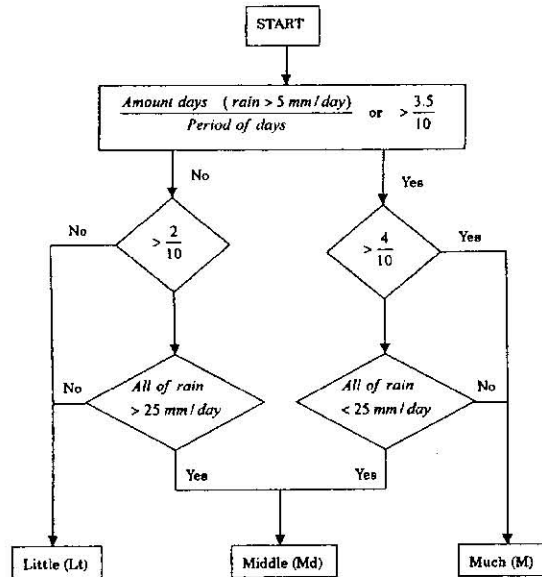 START
Amount days ( rain > 5 mm / day)
Period of days
or > 3.5
10
No
Yes
No
> 2
10
> 4
10
Yes
No
All of rain
> 25 mm / day
All of rain
< 25 mm / day
No
Yes
Yes
Little (Lt)
Middle (Md)
Much (M)